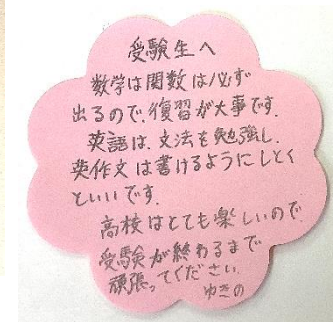 受験生へ
数学は関数は必ず
出るので、復習が大事です。
英語は、文法を勉強し、
英作文は書けるようにしとく
といいです。
高校はとても楽しいので
受験が終わるまで
頑張ってください。
ゆきの